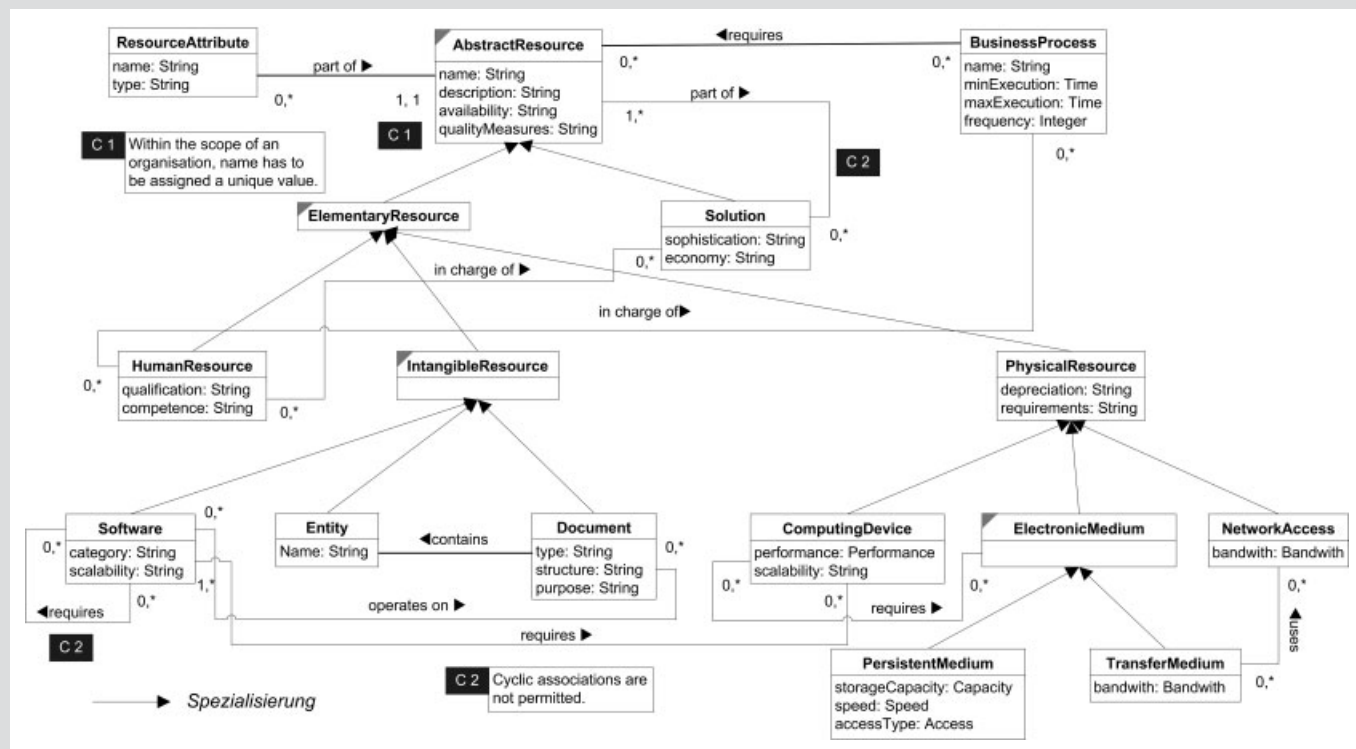 ResourceAttribute
name: String
type: String
part of ▶
0,*
1, 1
AbstractResource
name: String
description: String
availability: String
qualityMeasures: String
◀requires
0,*
0,*
BusinessProcess
name: String
minExecution: Time
maxExecution: Time
frequency: Integer
part of ▶
1,*
C 1
C 1
Within the scope of an
organisation, name has to
be assigned a unique value.
C 2
0,*
ElementaryResource
Solution
sophistication: String
economy: String
0,*
0,*
in charge of ▶
in charge of▶
HumanResource
qualification: String
competence: String
0,*
0,*
IntangibleResource
PhysicalResource
depreciation: String
requirements: String
Software
category: String
scalability: String
0,*
0,*
0,*
1,*
◀requires
C 2
Entity
Name: String
◀contains
Document
type: String
structure: String
purpose: String
0,*
operates on ▶
requires ▶
ComputingDevice
performance: Performance
scalability: String
0,*
0,*
requires ▶
ElectronicMedium
0,*
NetworkAccess
bandwith: Bandwith
0,*
◀uses
PersistentMedium
storageCapacity: Capacity
speed: Speed
accessType: Access
TransferMedium
bandwith: Bandwith
0,*
C 2
Cyclic associations are
not permitted.
Spezialisierung